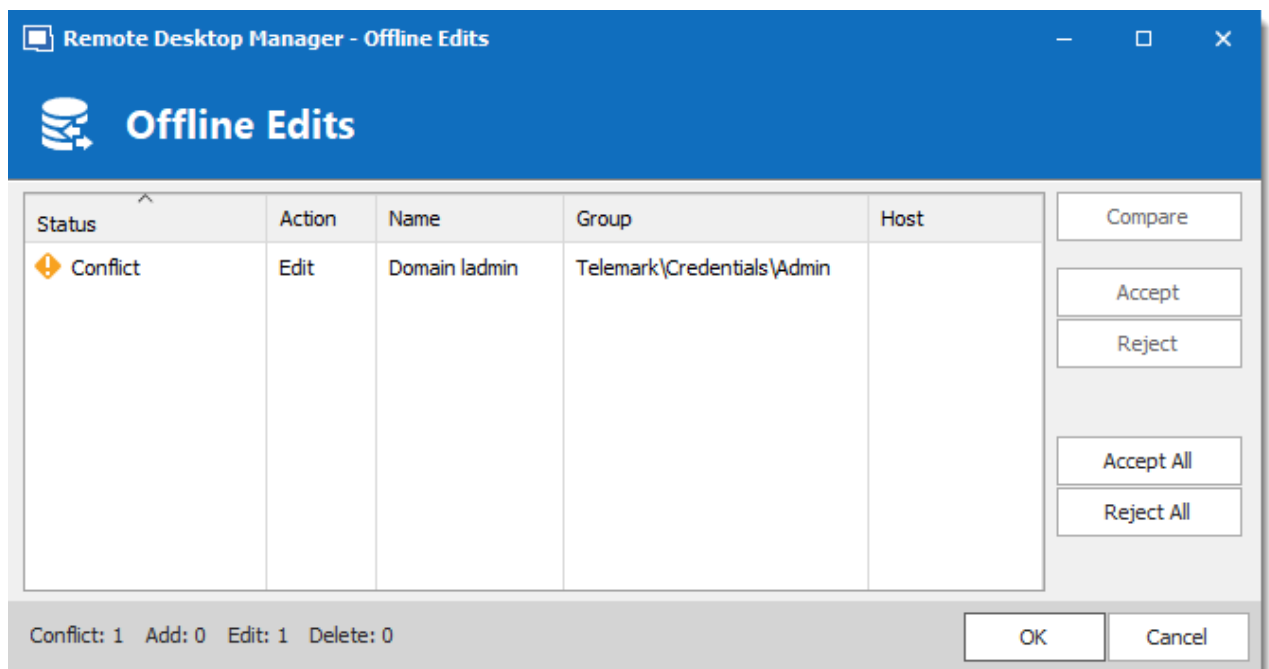 Remote Desktop Manager - Offline Edits
Offline Edits
Status Action Name Group Host
Conflict Edit Domain ladmin Telemark\Credentials\Admin
Compare
Accept
Reject
Accept All
Reject All
Conflict: 1 Add: 0 Edit: 1 Delete: 0
OK Cancel